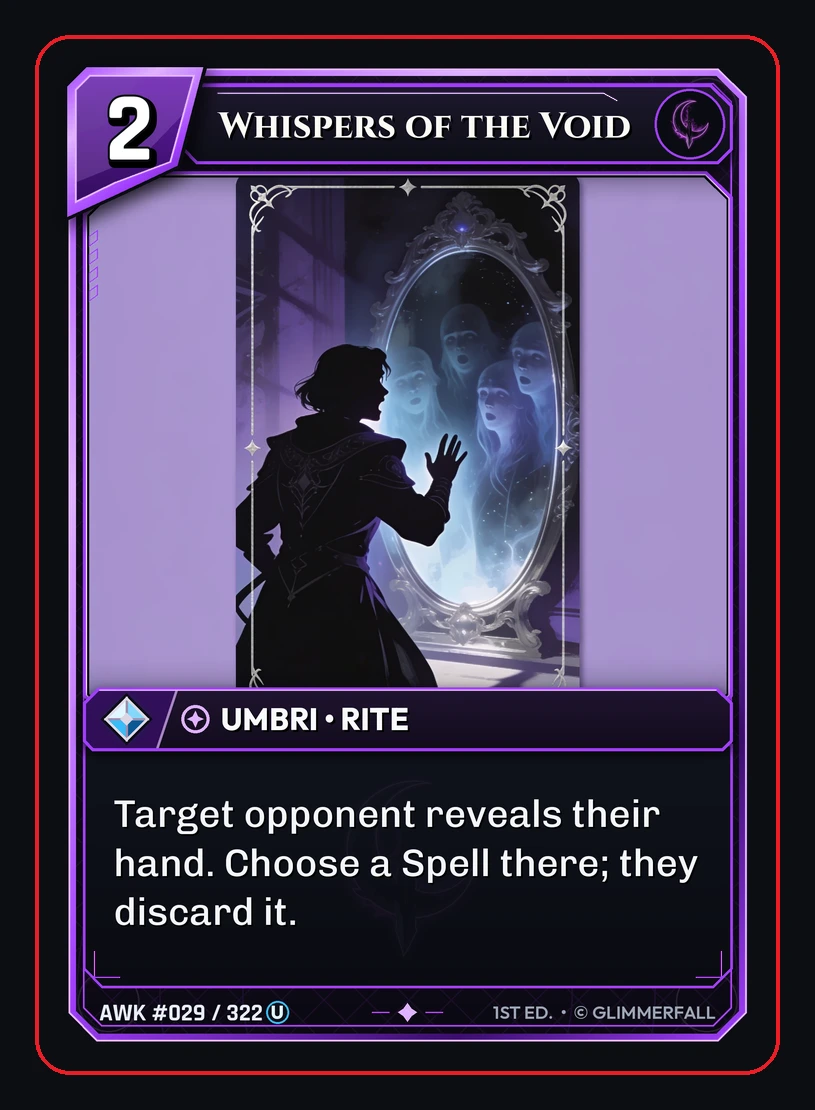 2
Whispers of the Void
UMBRI • RITE
Target opponent reveals their
hand. Choose a Spell there; they
discard it.
AWK #029 / 322 U
1ST ED. • © GLIMMERFALL